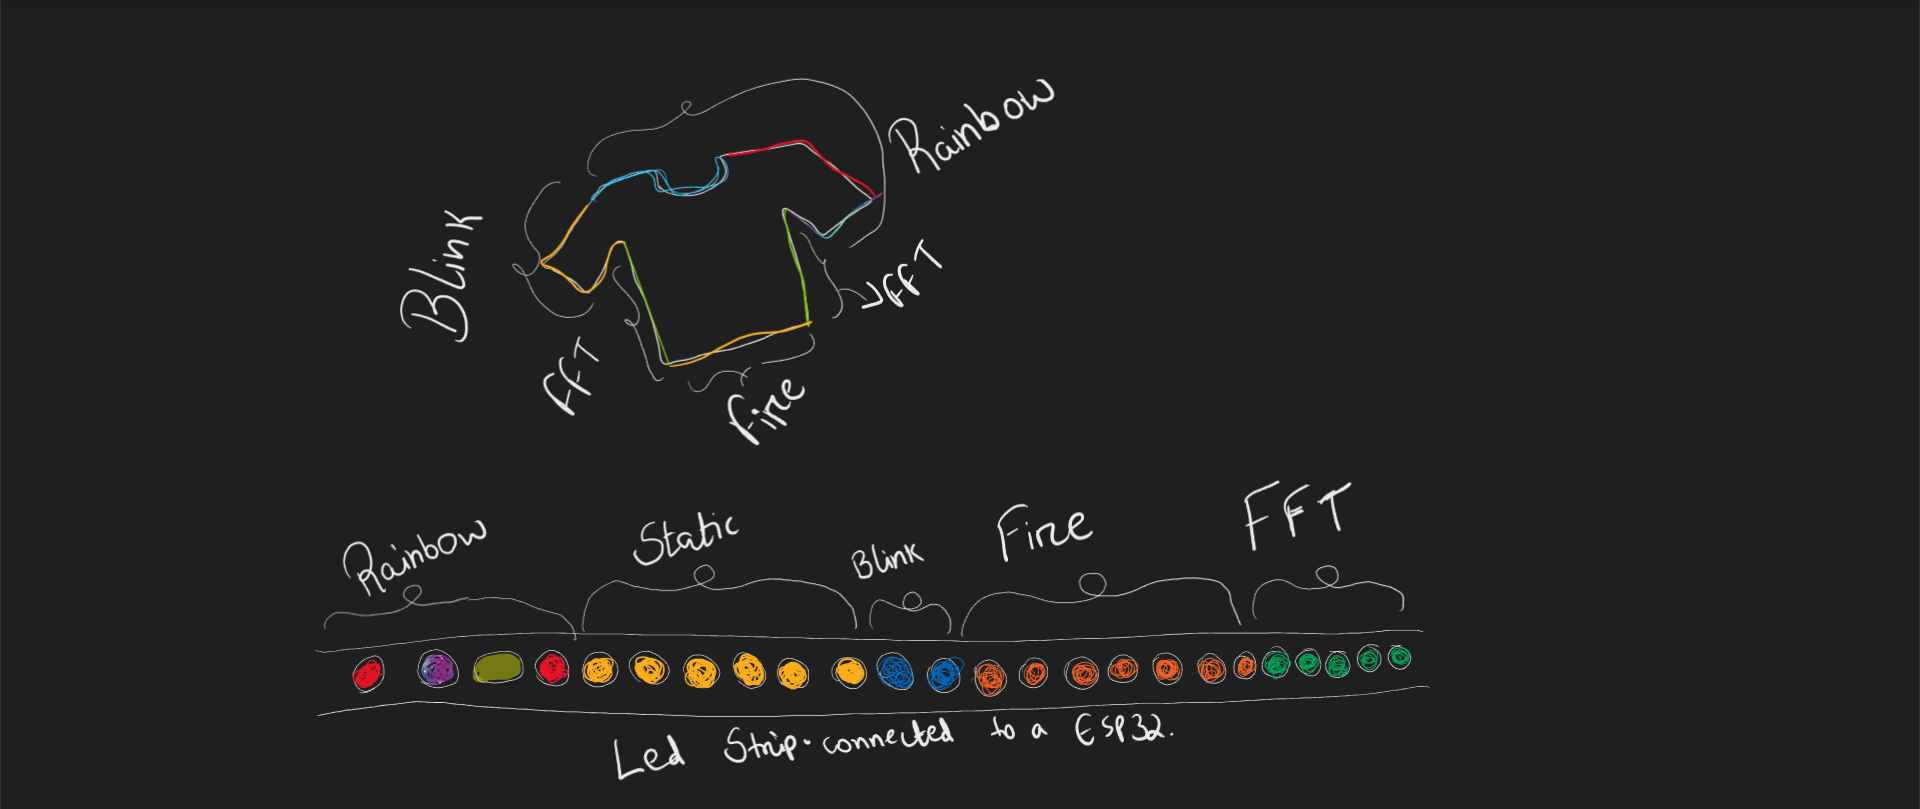 Rainbow
Blink
FFT
FFT
Fire
Rainbow
Static
Blink
Fire
FFT
Led Strip. connected to a ESP32.